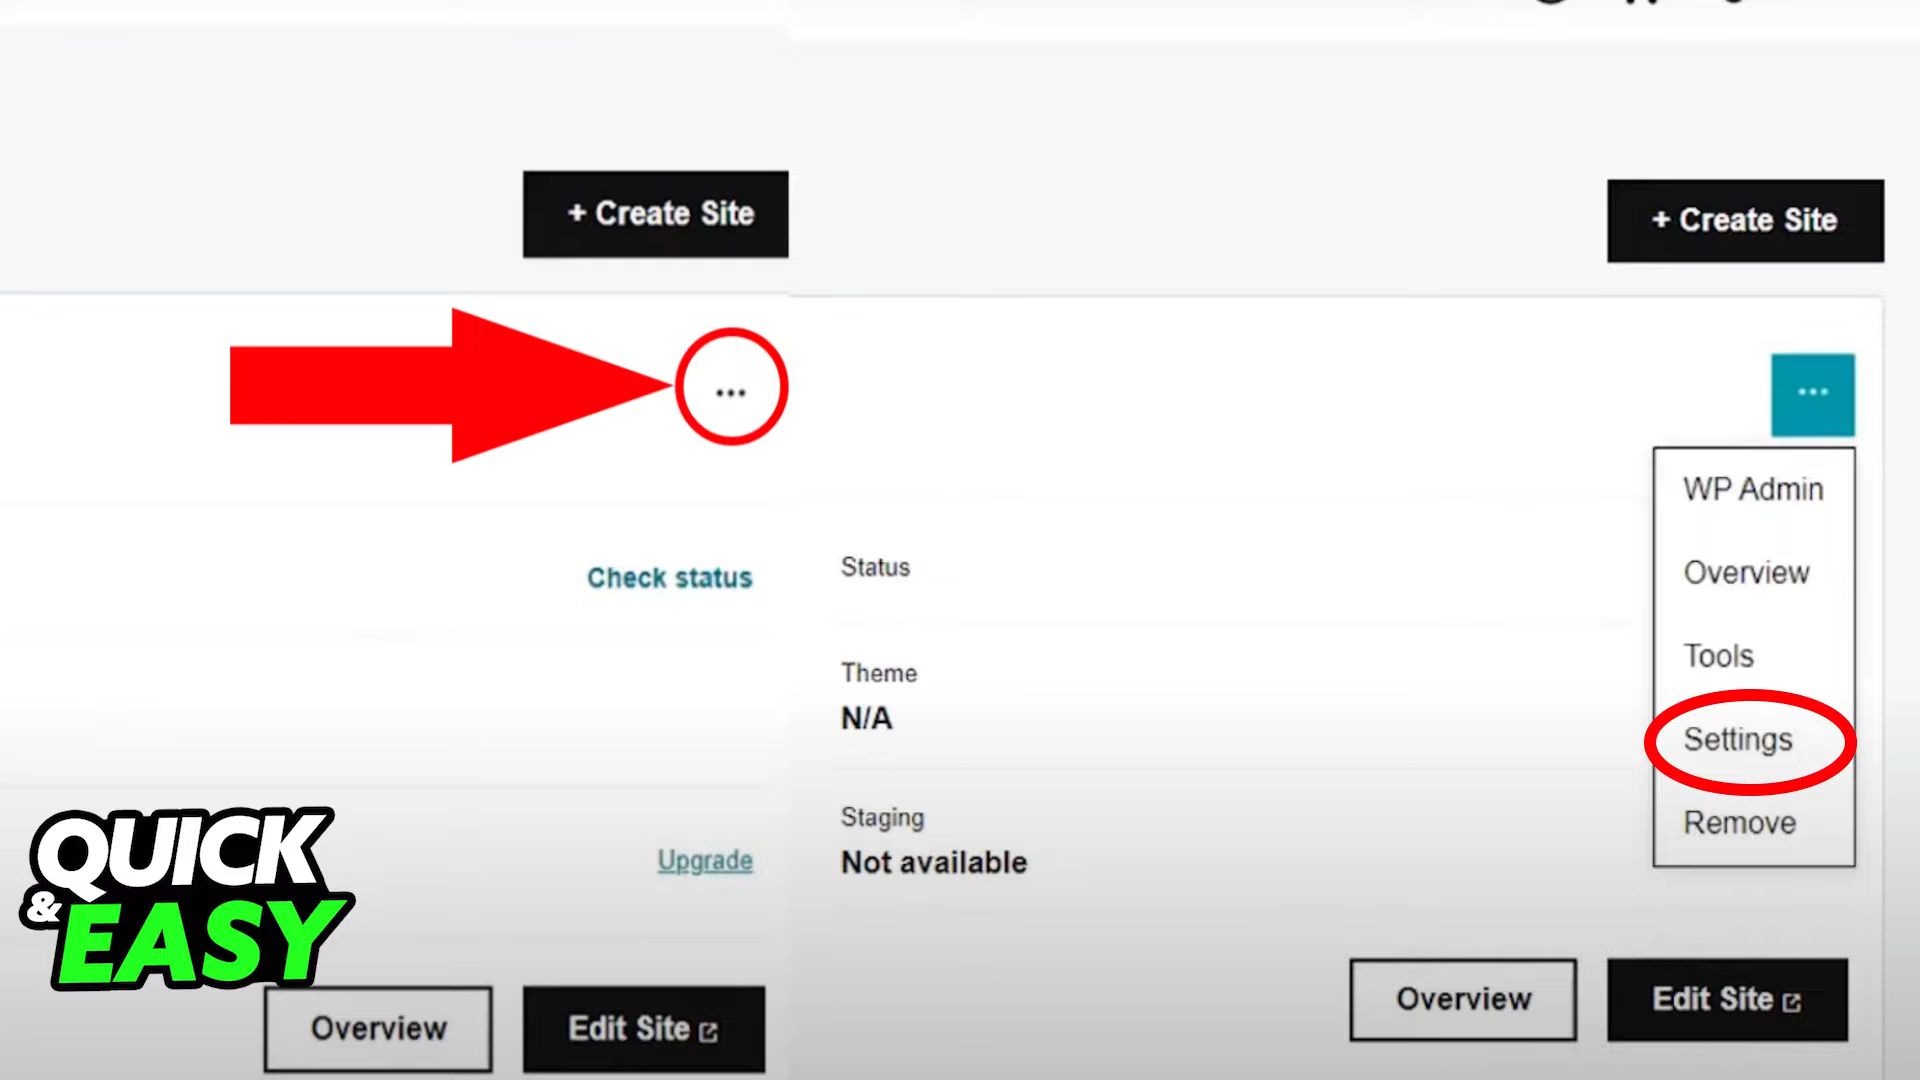 + Create Site
...
Check status
Upgrade
Overview
Edit Site
QUICK
& EASY
+ Create Site
...
WP Admin
Overview
Tools
Settings
Remove
Status
Theme
N/A
Staging
Not available
Overview
Edit Site